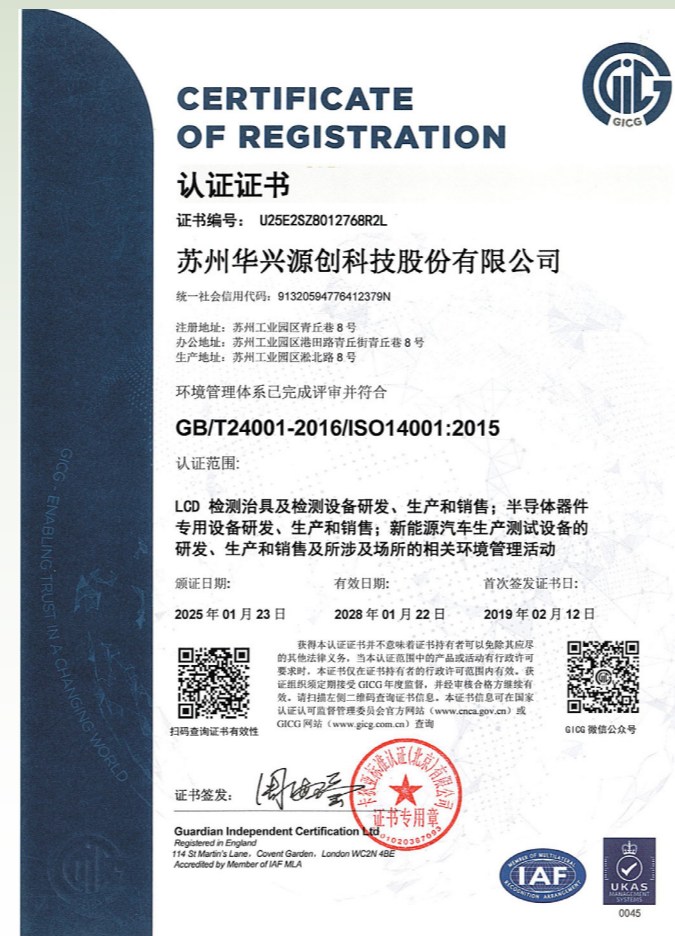 GICG
CERTIFICATE
OF REGISTRATION
认证证书
证书编号: U25E2SZ8012768R2L
苏州华兴源创科技股份有限公司
统一社会信用代码: 91320594776412379N
注册地址: 苏州工业园区青丘巷 8 号
办公地址: 苏州工业园区港田路青丘街青丘巷 8 号
生产地址: 苏州工业园区淞北路 8 号
环境管理体系已完成评审并符合
GB/T24001-2016/ISO14001:2015
认证范围:
LCD 检测治具及检测设备研发、生产和销售; 半导体器件
专用设备研发、生产和销售; 新能源汽车生产测试设备的
研发、生产和销售及所涉及场所的相关环境管理活动
颁证日期: 有效日期: 首次签发证书日:
2025 年 01 月 23 日 2028 年 01 月 22 日 2019 年 02 月 12 日
获得本认证证书并不意味着证书持有者可以免除其应尽
的其他法律义务。当本认证范围中的产品或活动有行政许可
要求时, 本证书仅在证书持有者的行政许可范围内有效。获
证组织须定期接受 GICG 年度监督, 并经审核合格方继续有
效。请扫描左侧二维码查询证书信息。本证书信息可在国家
认证认可监督管理委员会官方网站 (www.cnca.gov.cn) 或
GICG 网站 (www.gicg.com.cn) 查询
扫码查询证书有效性
GICG 微信公众号
证书签发:
证书专用章
Guardian Independent Certification Ltd
Registered in England
114 St Martin's Lane, Covent Garden, London WC2N 4BE
Accredited by Member of IAF MLA
GICG - ENABLING TRUST IN A CHANGING WORLD
MEMBER OF MULTILATERAL
IAF
RECOGNITION ARRANGEMENT
UKAS
MANAGEMENT
SYSTEMS
0045